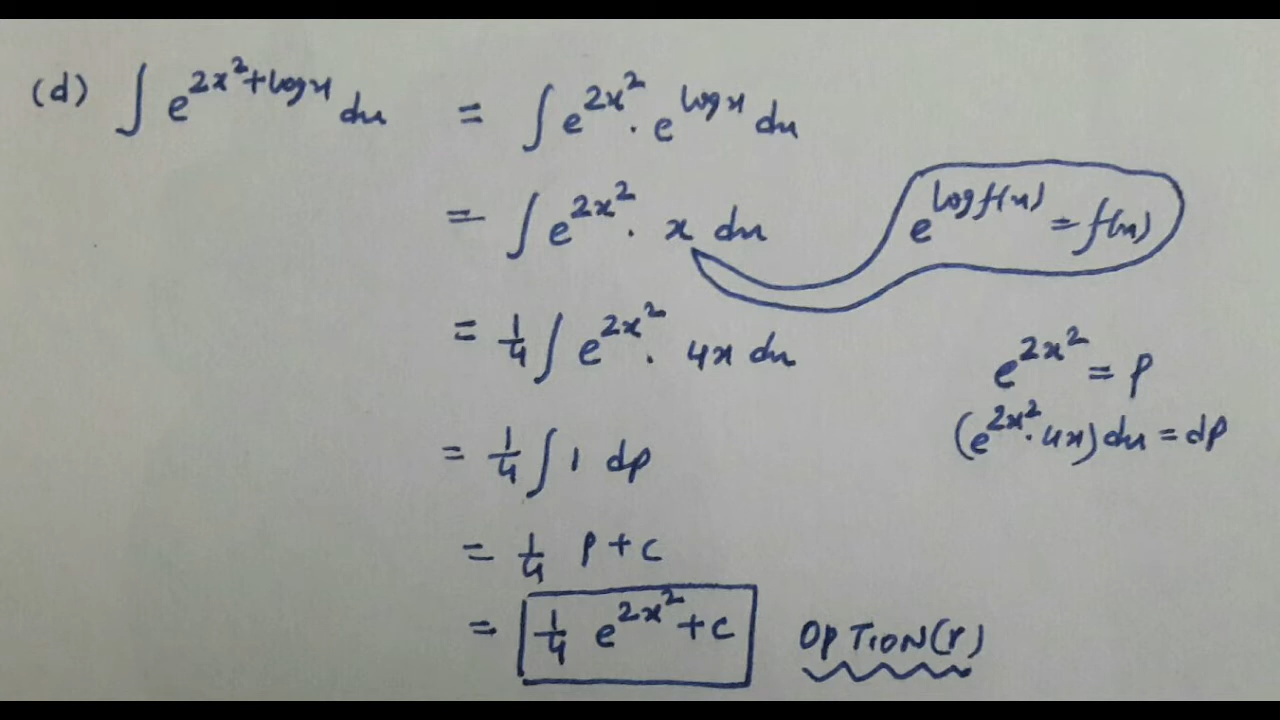 (d) ∫ e^{2x²+log x} dx = ∫ e^{2x²} · e^{log x} dx
= ∫ e^{2x²} · x dx
e^{log f(x)} = f(x)
= 1/4 ∫ e^{2x²} · 4x dx
e^{2x²} = p
(e^{2x²} · 4x) dx = dp
= 1/4 ∫ 1 dp
= 1/4 p + c
= 1/4 e^{2x²} + c OPTION(r)